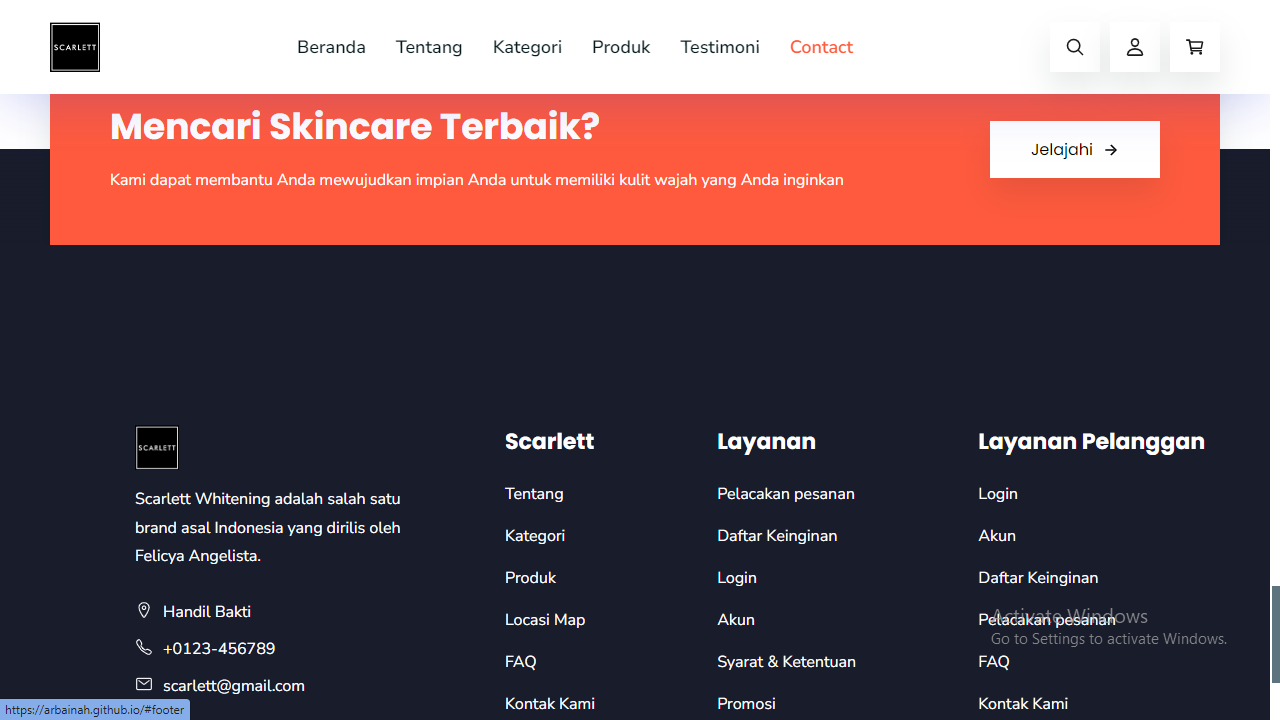 SCARLETT
Beranda
Tentang
Kategori
Produk
Testimoni
Contact
Mencari Skincare Terbaik?
Kami dapat membantu Anda mewujudkan impian Anda untuk memiliki kulit wajah yang Anda inginkan
Jelajahi
SCARLETT
Scarlett Whitening adalah salah satu
brand asal Indonesia yang dirilis oleh
Felicya Angelista.
Handil Bakti
+0123-456789
scarlett@gmail.com
Scarlett
Tentang
Kategori
Produk
Locasi Map
FAQ
Kontak Kami
Layanan
Pelacakan pesanan
Daftar Keinginan
Login
Akun
Syarat & Ketentuan
Promosi
Layanan Pelanggan
Login
Akun
Daftar Keinginan
Pelacakan pesanan
FAQ
Kontak Kami
Activate Windows
Go to Settings to activate Windows.
https://arbainah.github.io/#footer